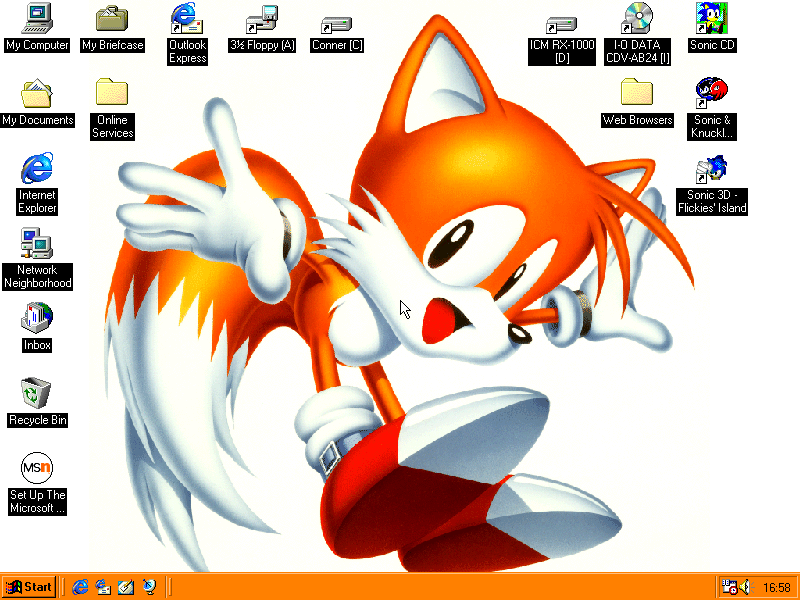 My Computer
My Briefcase
Outlook
Express
3½ Floppy (A)
Conner [C]
ICM RX-1000
[D]
I-O DATA
CDV-AB24 [I]
Sonic CD
My Documents
Online
Services
Web Browsers
Sonic &
Knuckl...
Internet
Explorer
Sonic 3D -
Flickies' Island
Network
Neighborhood
Inbox
Recycle Bin
MSn
Set Up The
Microsoft ...
Start
16:58